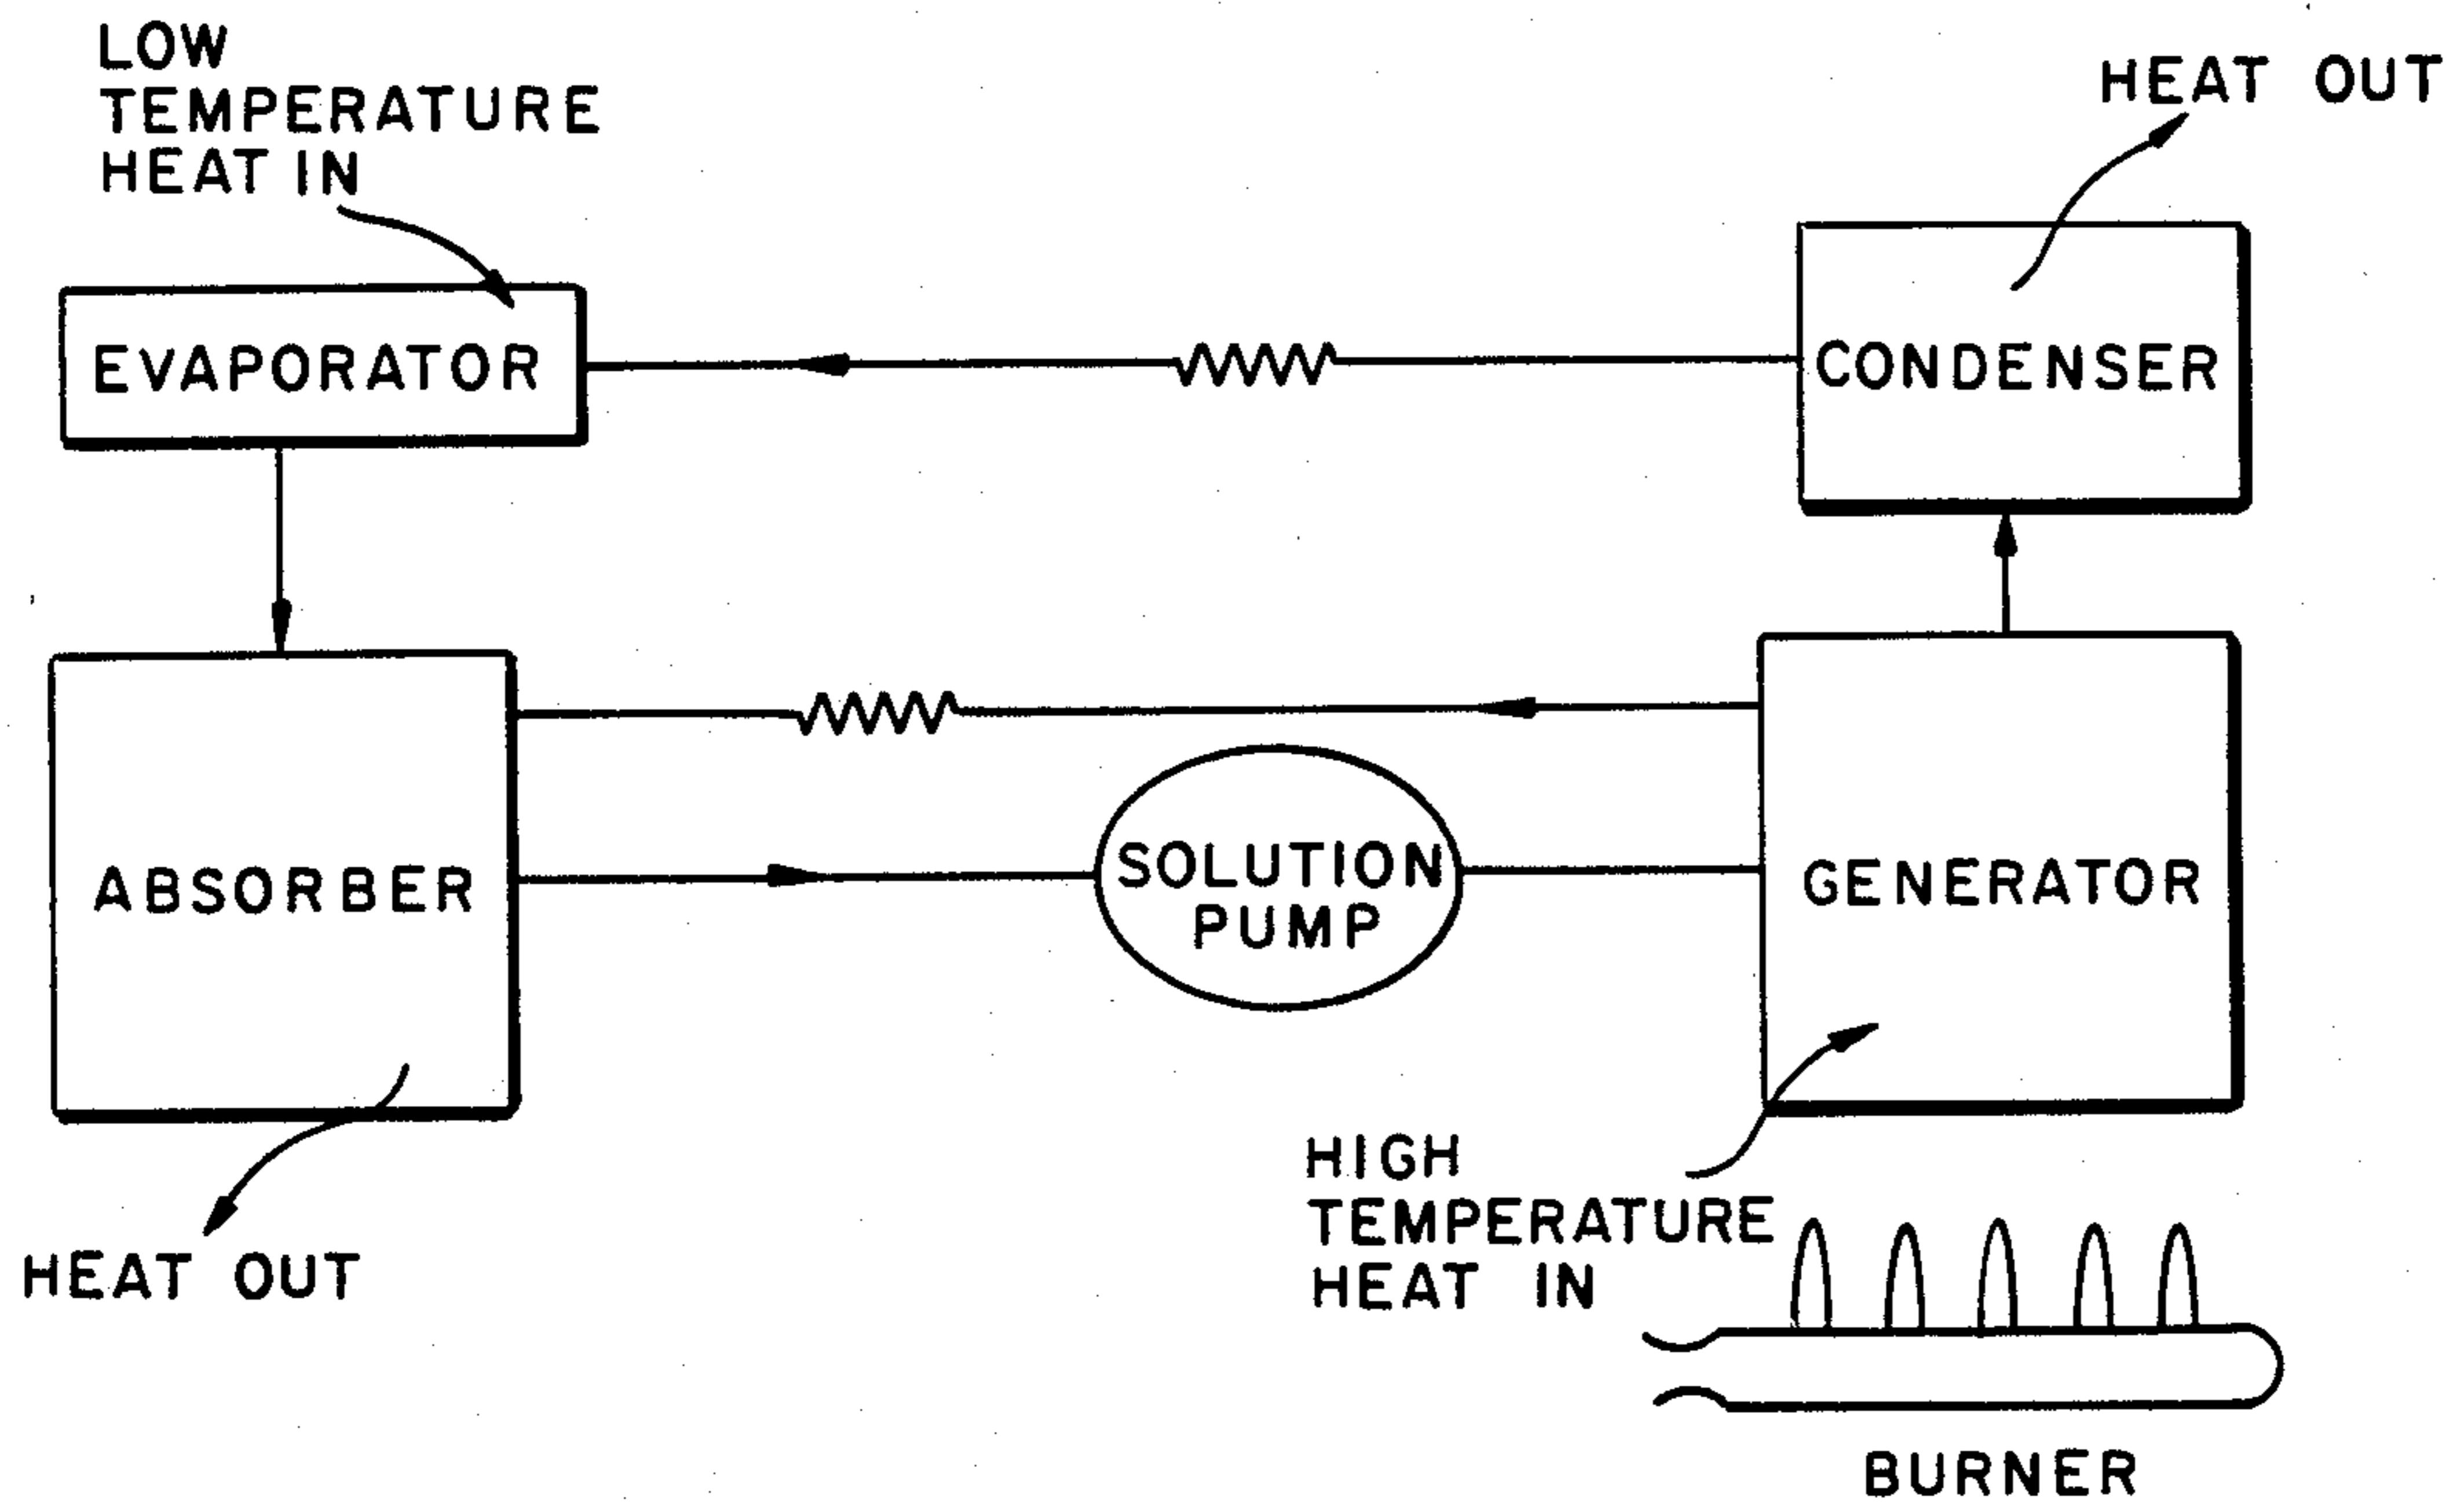 LOW
TEMPERATURE
HEAT IN
HEAT OUT
EVAPORATOR
CONDENSER
ABSORBER
SOLUTION
PUMP
GENERATOR
HIGH
TEMPERATURE
HEAT IN
HEAT OUT
BURNER